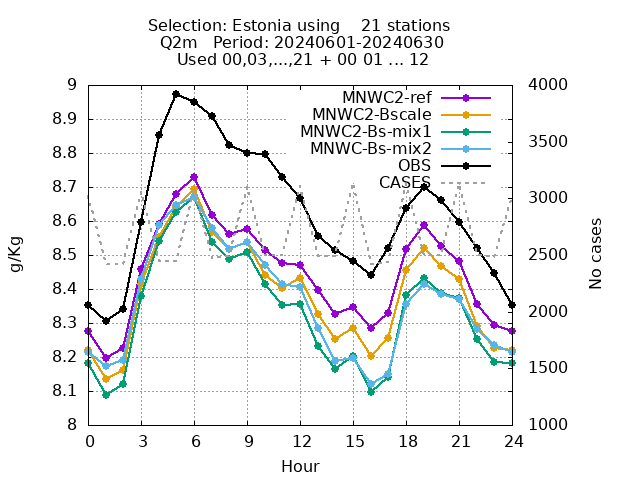 Selection: Estonia using    21 stations
Q2m   Period: 20240601-20240630
Used 00,03,...,21 + 00 01 ... 12
MNWC2-ref
MNWC2-Bscale
MNWC2-Bs-mix1
MNWC-Bs-mix2
OBS
CASES
9
8.9
8.8
8.7
8.6
8.5
8.4
8.3
8.2
8.1
8
g/Kg
4000
3500
3000
2500
2000
1500
1000
No cases
0 3 6 9 12 15 18 21 24
Hour